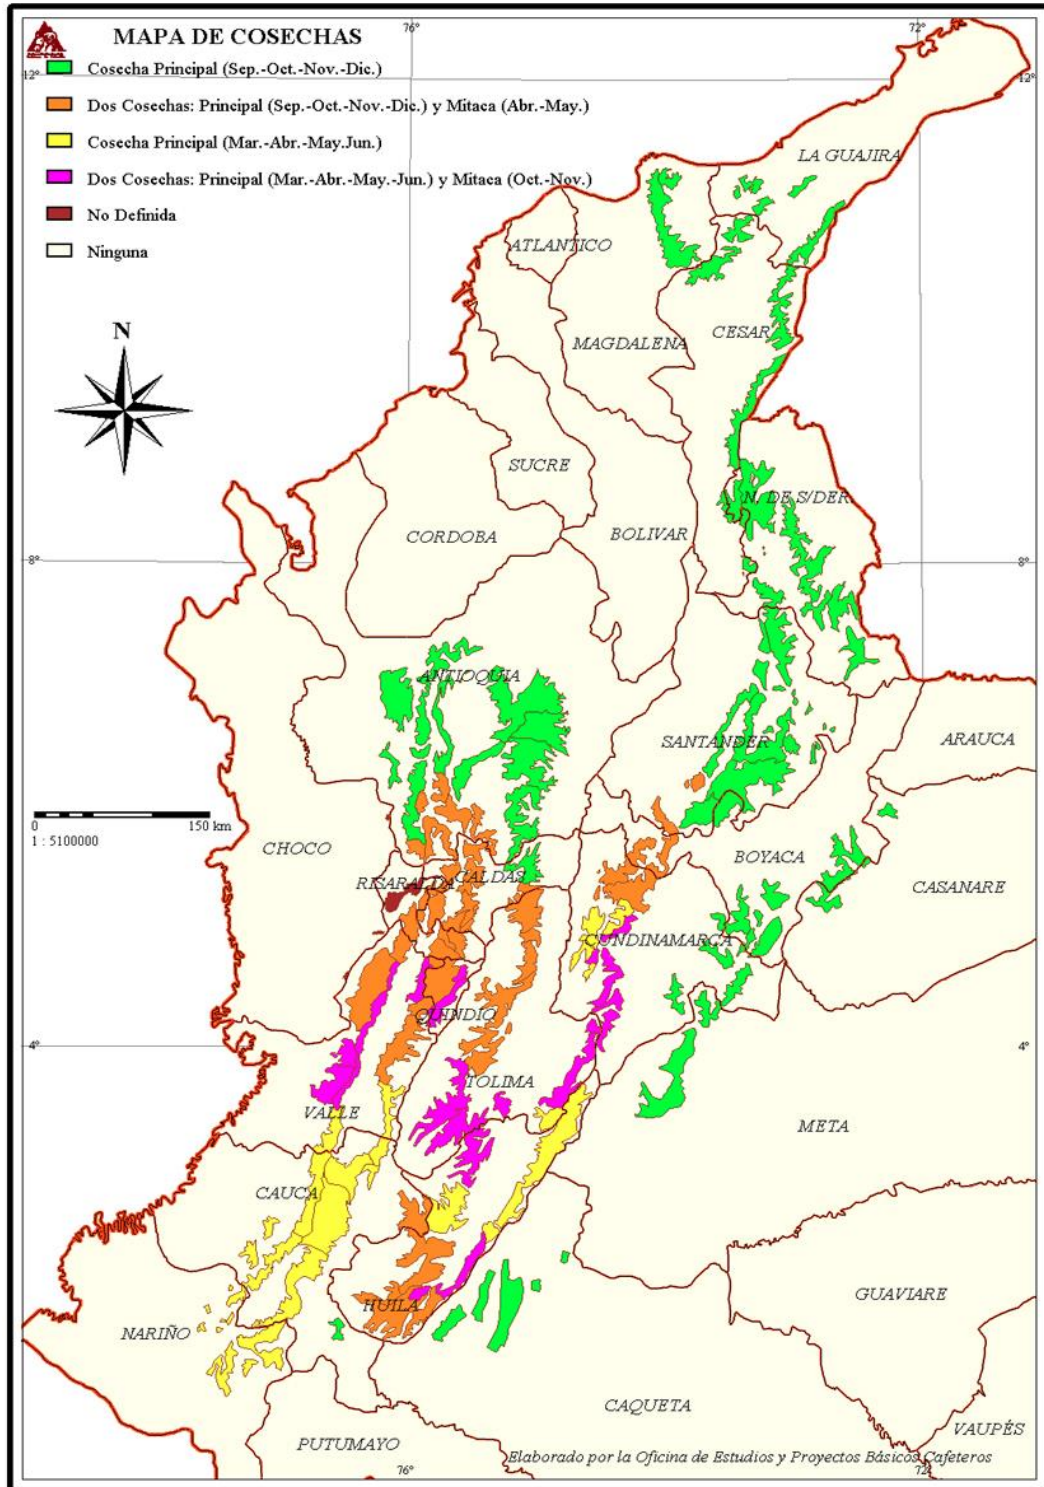 76°
72°
MAPA DE COSECHAS
12°
12°
Cosecha Principal (Sep.-Oct.-Nov.-Dic.)
Dos Cosechas: Principal (Sep.-Oct.-Nov.-Dic.) y Mitaca (Abr.-May.)
Cosecha Principal (Mar.-Abr.-May.Jun.)
Dos Cosechas: Principal (Mar.-Abr.-May.-Jun.) y Mitaca (Oct.-Nov.)
No Definida
Ninguna
LA GUAJIRA
ATLANTICO
N
MAGDALENA
CESAR
SUCRE
N. DE S/DER.
CORDOBA
BOLIVAR
8°
8°
ANTIOQUIA
SANTANDER
ARAUCA
0
150 km
1 : 5100000
CHOCO
BOYACA
RISARALDA
CALDAS
CASANARE
CUNDINAMARCA
QUINDIO
4°
4°
TOLIMA
VALLE
META
CAUCA
GUAVIARE
HUILA
NARIÑO
CAQUETA
VAUPÉS
PUTUMAYO
Elaborado por la Oficina de Estudios y Proyectos Básicos Cafeteros
76°
72°